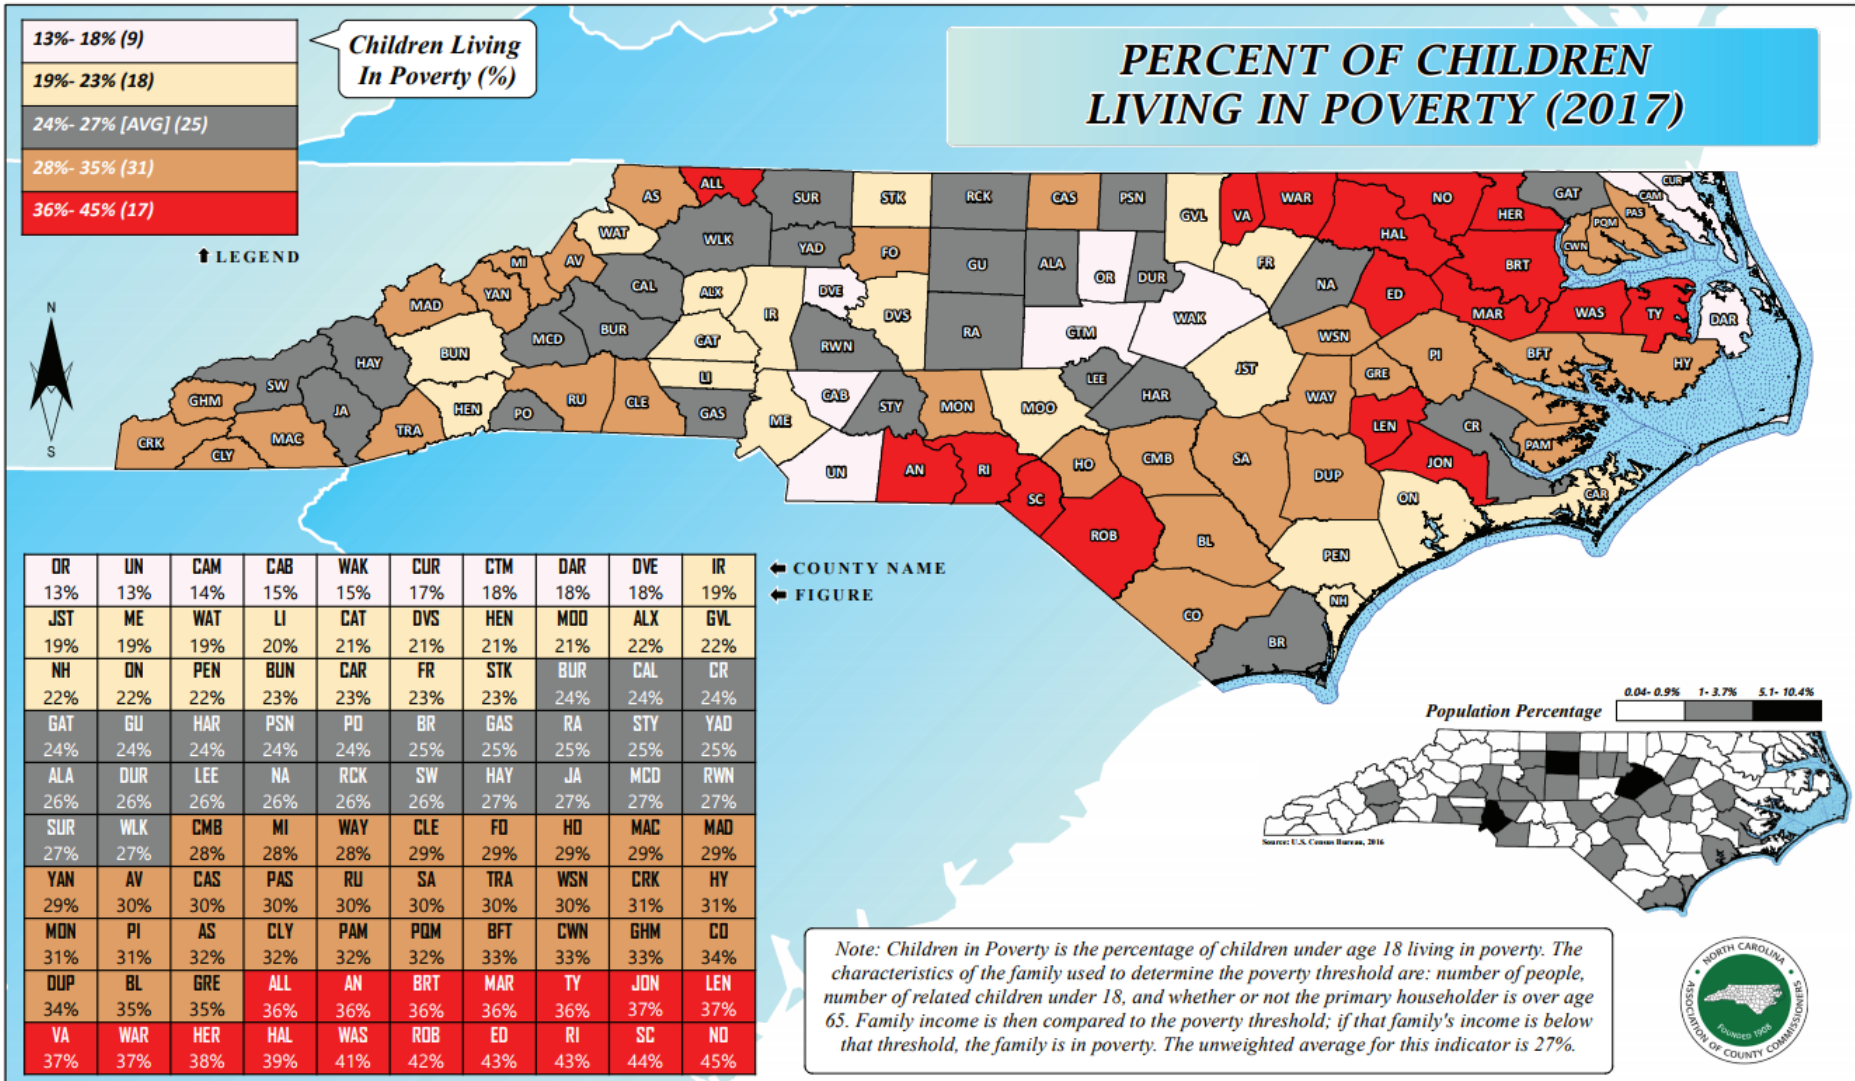 13%- 18% (9)
19%- 23% (18)
24%- 27% [AVG] (25)
28%- 35% (31)
36%- 45% (17)
LEGEND
Children Living
In Poverty (%)
PERCENT OF CHILDREN
LIVING IN POVERTY (2017)
N
S
AS
ALL
SUR
STK
RCK
CAS
PSN
GVL
VA
WAR
NO
HER
GAT
CUR
CAM
PAS
PQM
CWN
WAT
WLK
YAD
FO
GU
ALA
OR
DUR
FR
HAL
BRT
MI
AV
CAL
ALX
DVE
NA
ED
MAD
YAN
IR
DVS
RA
CTM
WAK
MAR
WAS
TY
DAR
MCD
BUR
CAT
RWN
WSN
HAY
BUN
LI
JST
PI
BFT
HY
GHM
SW
JA
HEN
PO
RU
CLE
GAS
ME
CAB
STY
MON
MOO
LEE
HAR
WAY
GRE
CRK
CLY
MAC
TRA
UN
AN
RI
SC
HO
CMB
SA
DUP
LEN
CR
JON
PAM
ROB
BL
ON
CAR
PEN
NH
CO
BR
OR UN CAM CAB WAK CUR CTM DAR DVE IR
13% 13% 14% 15% 15% 17% 18% 18% 18% 19%
JST ME WAT LI CAT DVS HEN MOO ALX GVL
19% 19% 19% 20% 21% 21% 21% 21% 22% 22%
NH ON PEN BUN CAR FR STK BUR CAL CR
22% 22% 22% 23% 23% 23% 23% 24% 24% 24%
GAT GU HAR PSN PO BR GAS RA STY YAD
24% 24% 24% 24% 24% 25% 25% 25% 25% 25%
ALA DUR LEE NA RCK SW HAY JA MCD RWN
26% 26% 26% 26% 26% 26% 27% 27% 27% 27%
SUR WLK CMB MI WAY CLE FO HO MAC MAD
27% 27% 28% 28% 28% 29% 29% 29% 29% 29%
YAN AV CAS PAS RU SA TRA WSN CRK HY
29% 30% 30% 30% 30% 30% 30% 30% 31% 31%
MON PI AS CLY PAM PQM BFT CWN GHM CO
31% 31% 32% 32% 32% 32% 33% 33% 33% 34%
DUP BL GRE ALL AN BRT MAR TY JON LEN
34% 35% 35% 36% 36% 36% 36% 36% 37% 37%
VA WAR HER HAL WAS ROB ED RI SC NO
37% 37% 38% 39% 41% 42% 43% 43% 44% 45%
COUNTY NAME
FIGURE
0.04- 0.9% 1- 3.7% 5.1- 10.4%
Population Percentage
Source: U.S. Census Bureau, 2016
Note: Children in Poverty is the percentage of children under age 18 living in poverty. The
characteristics of the family used to determine the poverty threshold are: number of people,
number of related children under 18, and whether or not the primary householder is over age
65. Family income is then compared to the poverty threshold; if that family's income is below
that threshold, the family is in poverty. The unweighted average for this indicator is 27%.
NORTH CAROLINA
FOUNDED 1908
ASSOCIATION OF COUNTY COMMISSIONERS